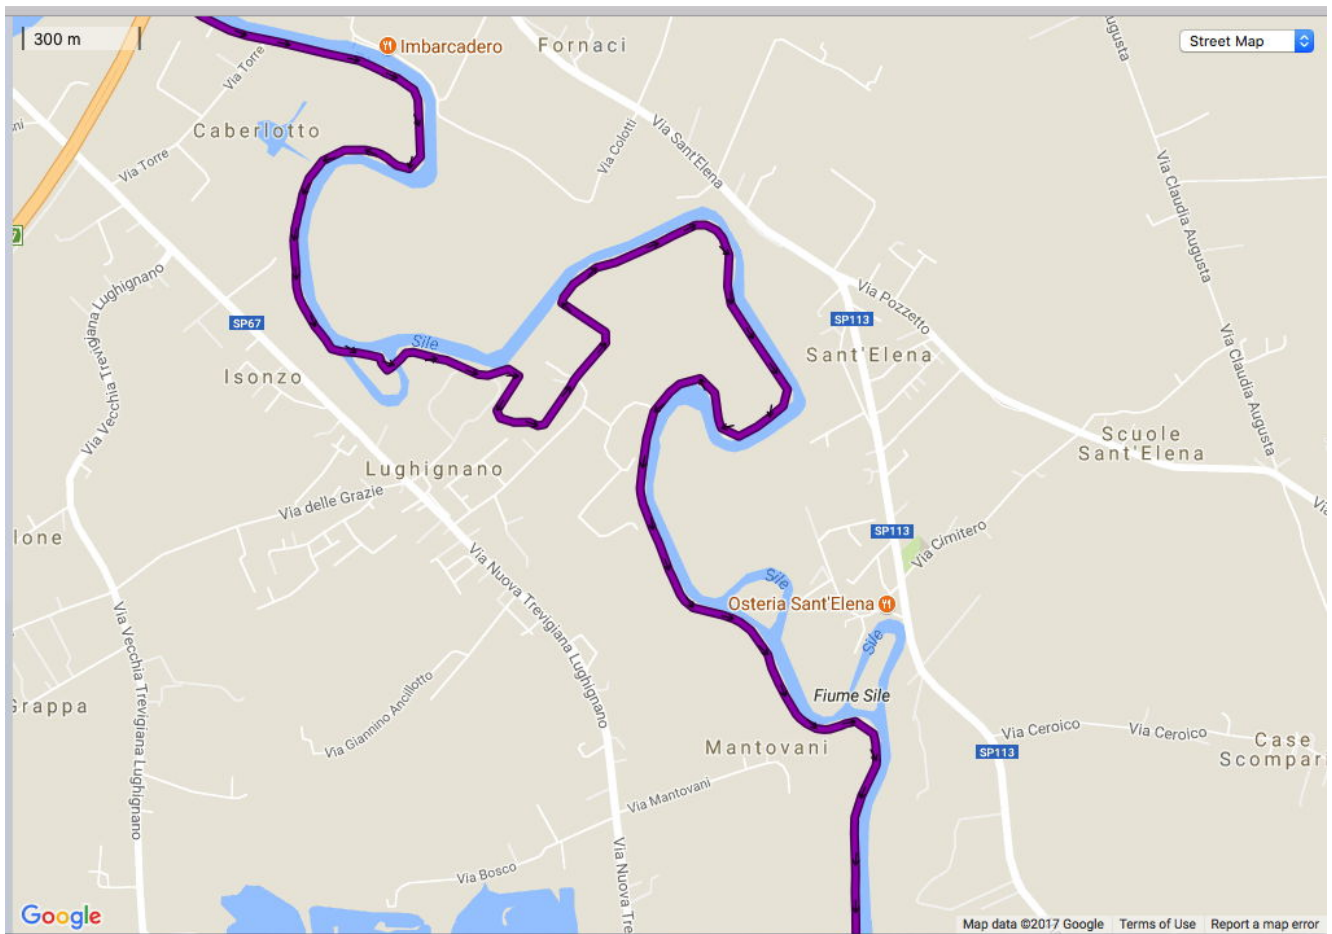 300 m
Imbarcadero
Fornaci
Street Map
Via Torre
Caberlotto
Via Colotti
Via Sant'Elena
Via Torre
Via Claudia Augusta
Via Vecchia Trevigiana Lughignano
Via Pozzetto
SP67
SP113
Sile
Sant'Elena
Via Claudia Augusta
Isonzo
Scuole
Sant'Elena
Lughignano
Via delle Grazie
SP113
Via Cimitero
Via Nuova Trevigiana Lughignano
Sile
Osteria Sant'Elena
Via Vecchia Trevigiana Lughignano
Sile
Fiume Sile
Grappa
Via Giannino Ancillotto
Mantovani
SP113
Via Ceroico
Via Ceroico
Case
Scompari
Via Mantovani
Via Bosco
Via Nuova Tre
Google
Map data ©2017 Google
Terms of Use
Report a map error